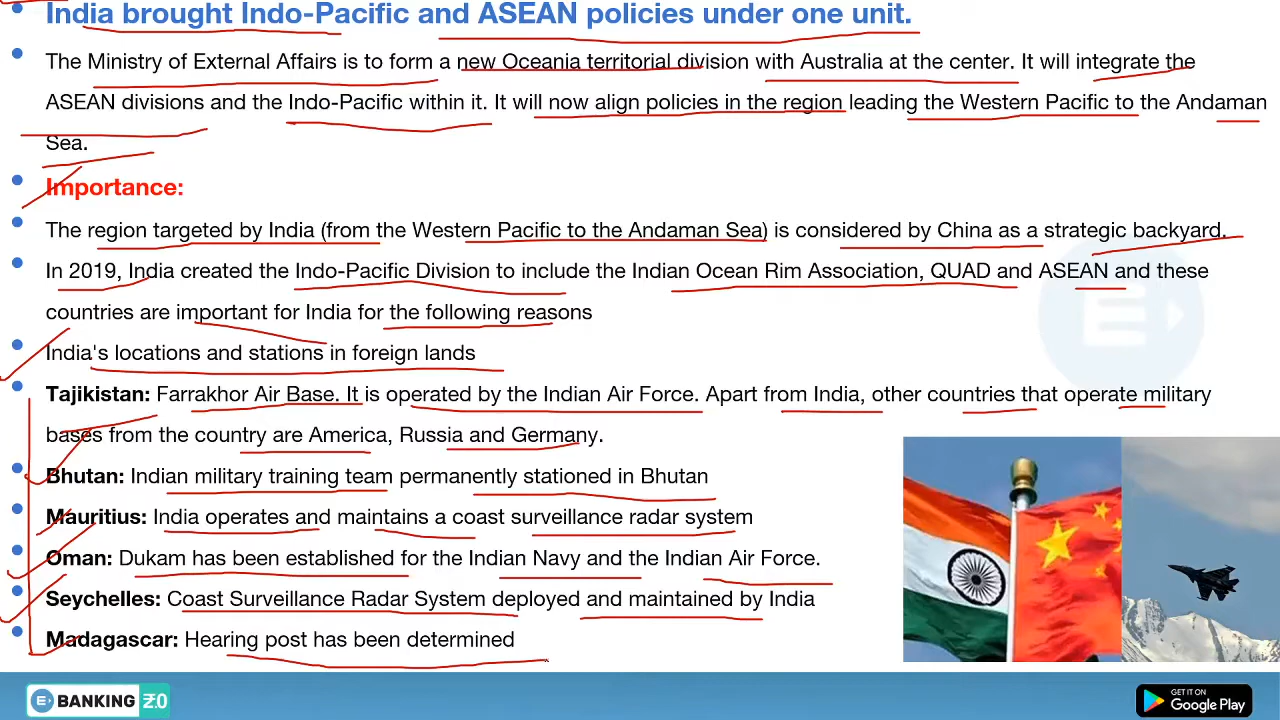 India brought Indo-Pacific and ASEAN policies under one unit.
The Ministry of External Affairs is to form a new Oceania territorial division with Australia at the center. It will integrate the
ASEAN divisions and the Indo-Pacific within it. It will now align policies in the region leading the Western Pacific to the Andaman
Sea.
Importance:
The region targeted by India (from the Western Pacific to the Andaman Sea) is considered by China as a strategic backyard.
In 2019, India created the Indo-Pacific Division to include the Indian Ocean Rim Association, QUAD and ASEAN and these
countries are important for India for the following reasons
India's locations and stations in foreign lands
Tajikistan: Farrakhor Air Base. It is operated by the Indian Air Force. Apart from India, other countries that operate military
bases from the country are America, Russia and Germany.
Bhutan: Indian military training team permanently stationed in Bhutan
Mauritius: India operates and maintains a coast surveillance radar system
Oman: Dukam has been established for the Indian Navy and the Indian Air Force.
Seychelles: Coast Surveillance Radar System deployed and maintained by India
Madagascar: Hearing post has been determined
E BANKING ₹.0
GET IT ON
Google Play